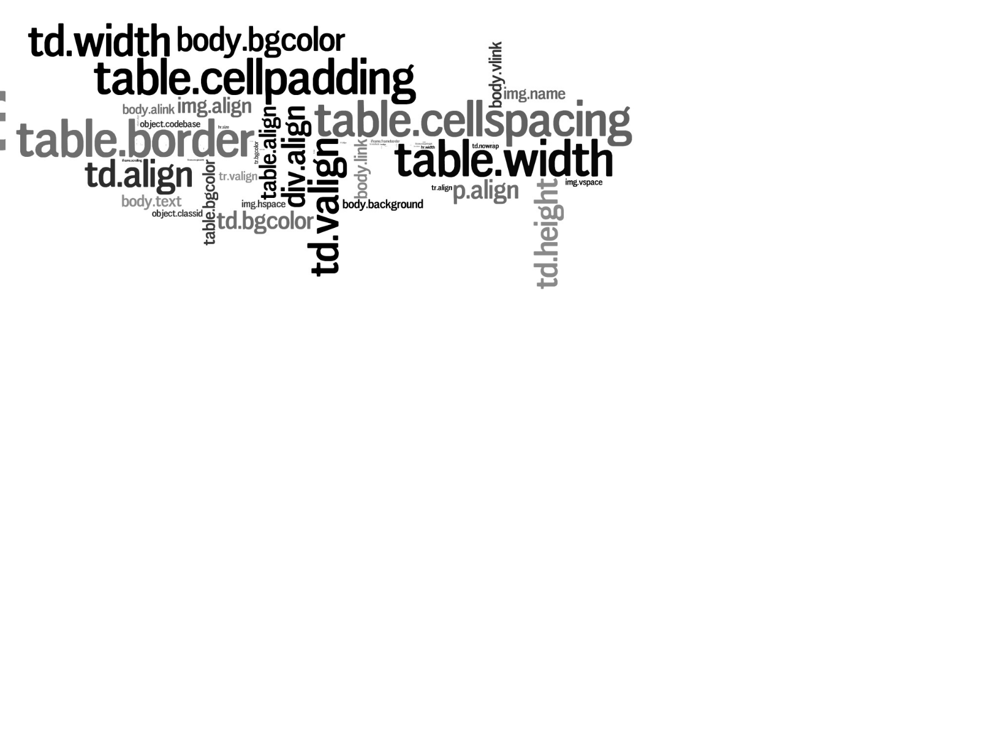 td.width body.bgcolor
table.cellpadding
body.vlink
img.name
body.alink img.align
table.cellspacing
object.codebase
hr.size
table.border
table.align
div.align
tr.bgcolor
td.valign
body.link
iframe.frameborder
hr.width
td.nowrap
table.width
iframe.scrolling
td.align
table.bgcolor
tr.valign
img.vspace
tr.align p.align
td.height
body.text
img.hspace
body.background
object.classid
td.bgcolor